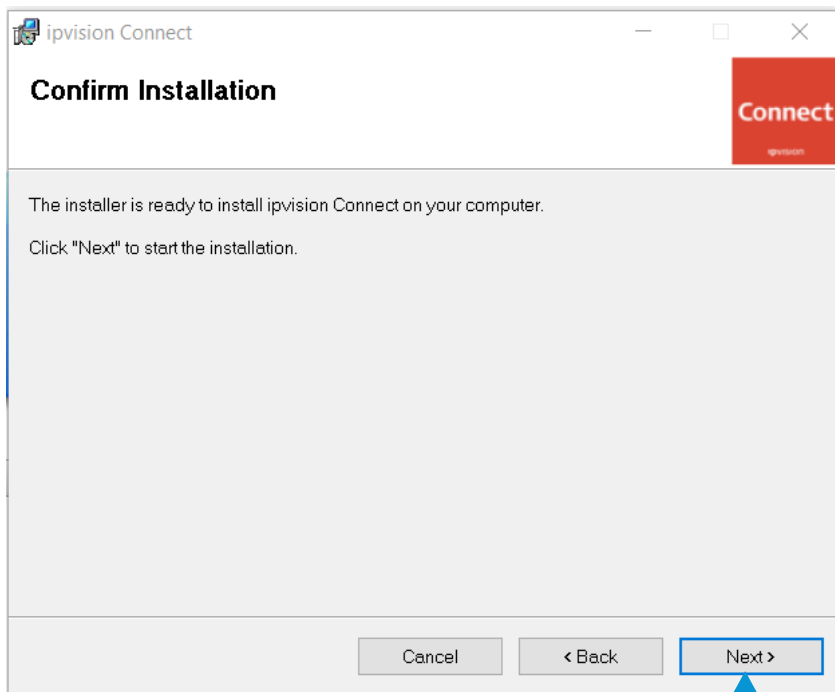 ipvision Connect
Confirm Installation
Connect
ipvision
The installer is ready to install ipvision Connect on your computer.
Click "Next" to start the installation.
Cancel
< Back
Next >